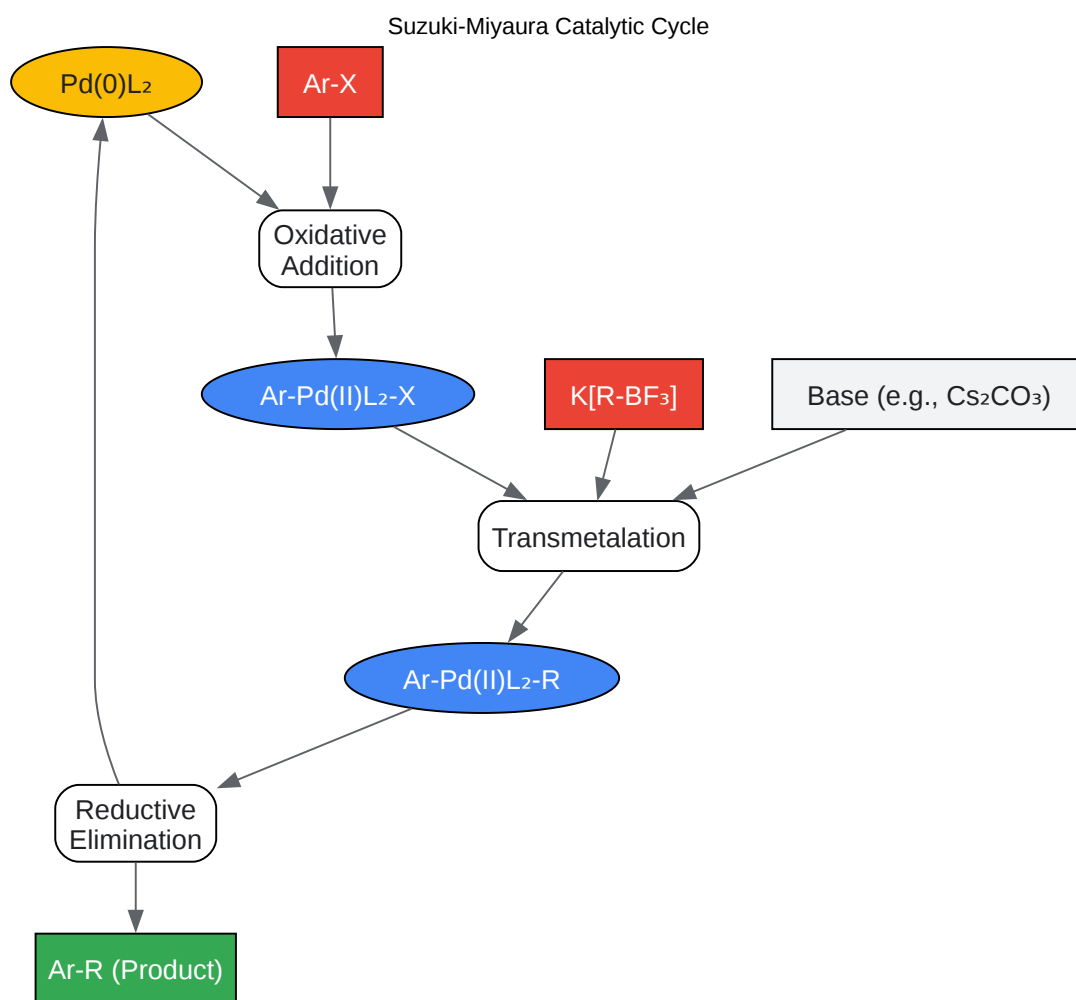 Suzuki-Miyaura Catalytic Cycle
Pd(0)L₂
Ar-X
Oxidative
Addition
Ar-Pd(II)L₂-X
K[R-BF₃]
Base (e.g., Cs₂CO₃)
Transmetalation
Ar-Pd(II)L₂-R
Reductive
Elimination
Ar-R (Product)